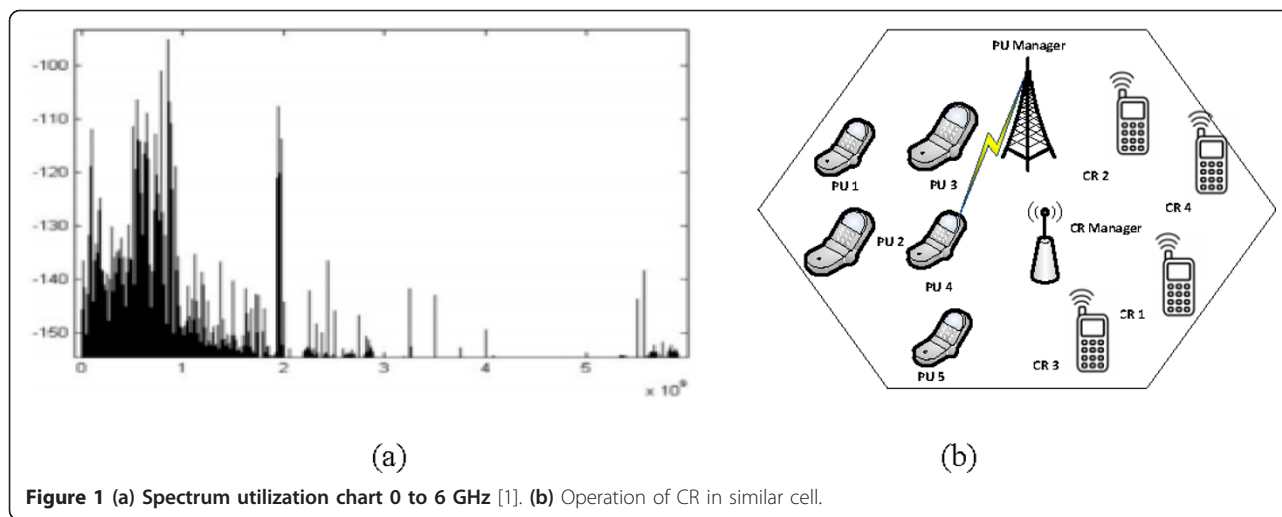 -100
-110
-120
-130
-140
-150
0
1
2
3
4
5
x 10⁹
(a)
PU Manager
PU 1
PU 3
CR 2
CR 4
CR Manager
PU 2
PU 4
CR 1
PU 5
CR 3
(b)
Figure 1 (a) Spectrum utilization chart 0 to 6 GHz [1]. (b) Operation of CR in similar cell.